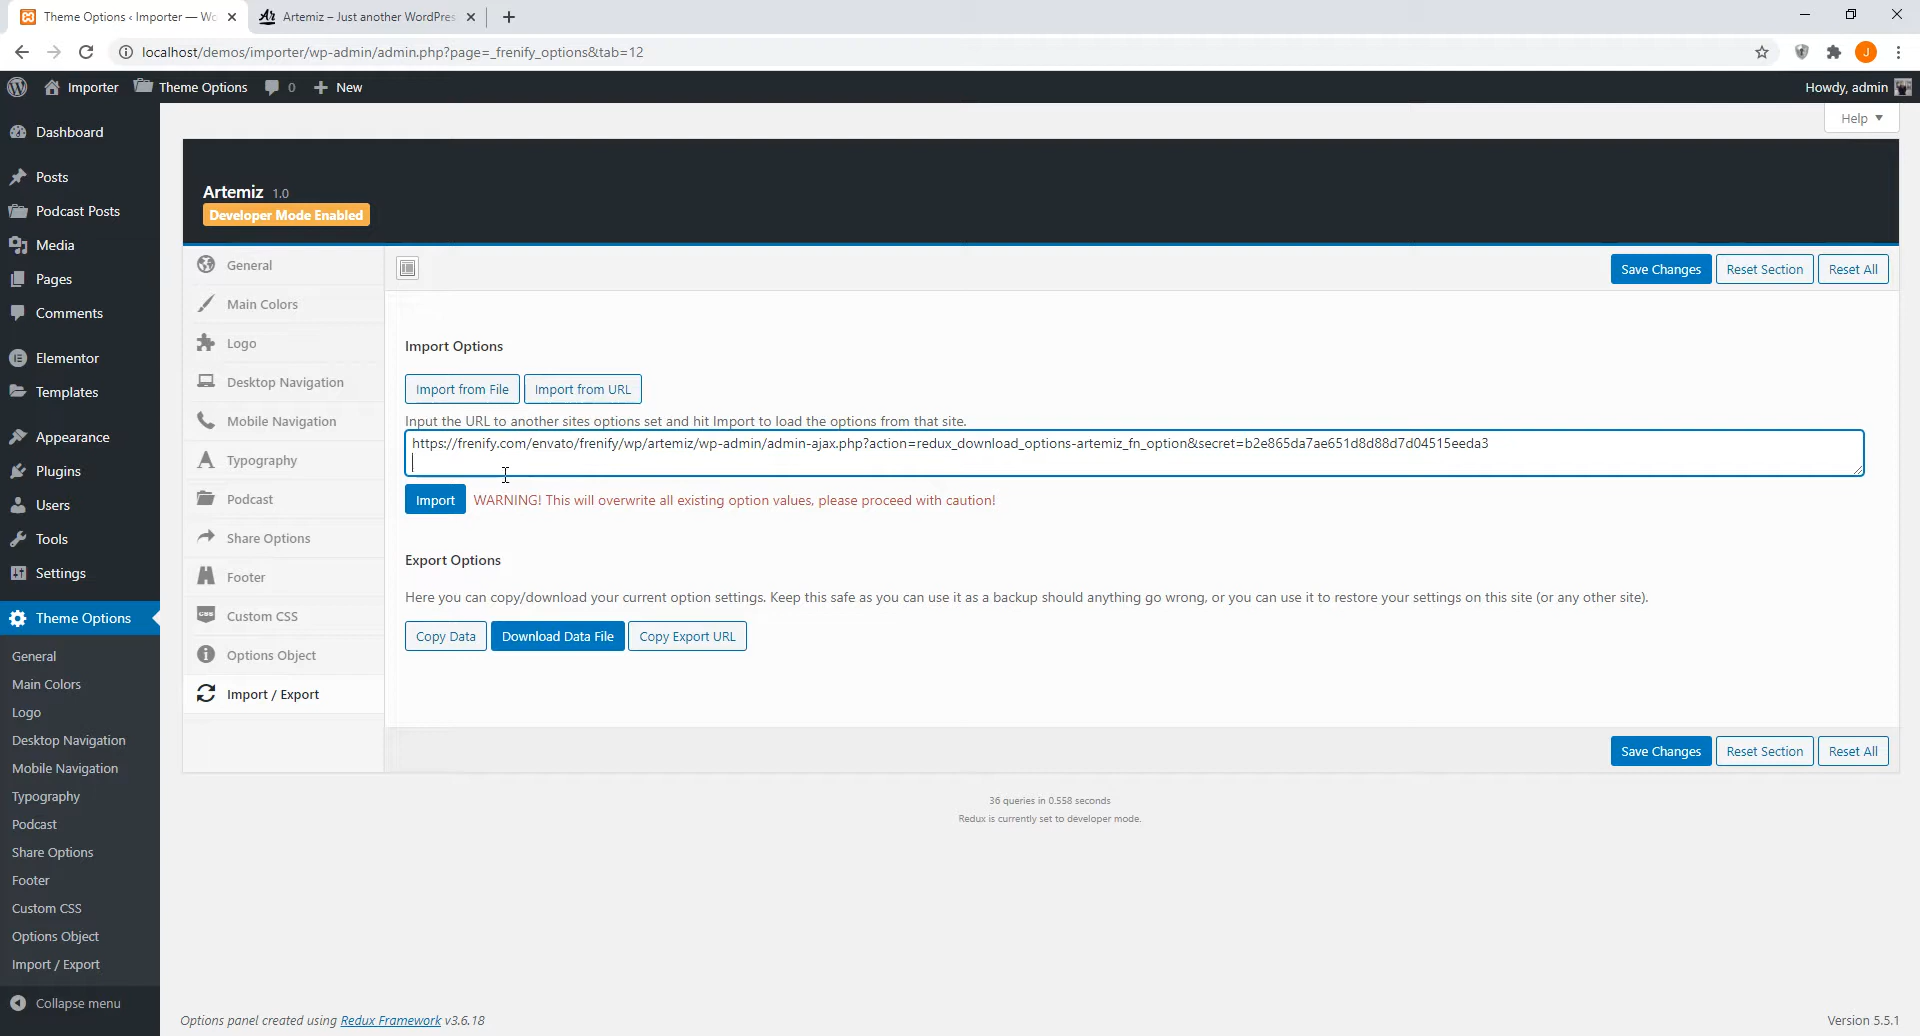 Theme Options ‹ Importer — Wo
Artemiz – Just another WordPres
localhost/demos/importer/wp-admin/admin.php?page=_frenify_options&tab=12
J
Importer
Theme Options
0
New
Howdy, admin
Help
Dashboard
Posts
Podcast Posts
Media
Pages
Comments
Elementor
Templates
Appearance
Plugins
Users
Tools
Settings
Theme Options
General
Main Colors
Logo
Desktop Navigation
Mobile Navigation
Typography
Podcast
Share Options
Footer
Custom CSS
Options Object
Import / Export
Collapse menu
Artemiz 1.0
Developer Mode Enabled
General
Main Colors
Logo
Desktop Navigation
Mobile Navigation
Typography
Podcast
Share Options
Footer
CSS
Custom CSS
Options Object
Import / Export
Save Changes
Reset Section
Reset All
Import Options
Import from File
Import from URL
Input the URL to another sites options set and hit Import to load the options from that site.
https://frenify.com/envato/frenify/wp/artemiz/wp-admin/admin-ajax.php?action=redux_download_options-artemiz_fn_option&secret=b2e865da7ae651d8d88d7d04515eeda3
Import
WARNING! This will overwrite all existing option values, please proceed with caution!
Export Options
Here you can copy/download your current option settings. Keep this safe as you can use it as a backup should anything go wrong, or you can use it to restore your settings on this site (or any other site).
Copy Data
Download Data File
Copy Export URL
Save Changes
Reset Section
Reset All
36 queries in 0.558 seconds
Redux is currently set to developer mode.
Options panel created using Redux Framework v3.6.18
Version 5.5.1